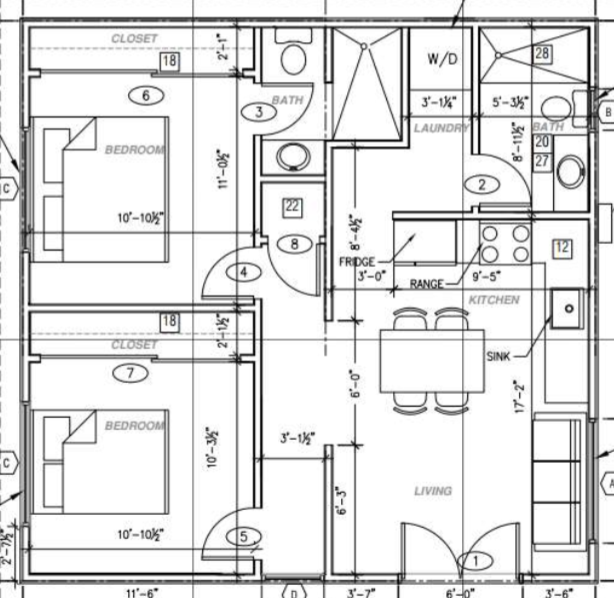 CLOSET
18
2'-1"
W/D
28
6
3
BATH
3'-1¼"
5'-3½"
B
LAUNDRY
BATH
BEDROOM
11'-0½"
8'-11½"
20
27
C
2
22
10'-10½"
8'-4½"
8
12
FRIDGE
4
3'-0"
RANGE
9'-5"
KITCHEN
18
2'-1½"
CLOSET
SINK
7
6'-0"
17'-2"
BEDROOM
10'-3½"
3'-1½"
C
A
LIVING
6'-3"
10'-10½"
5
2'-7½"
1
11'-6"
D
3'-7"
6'-0"
3'-6"